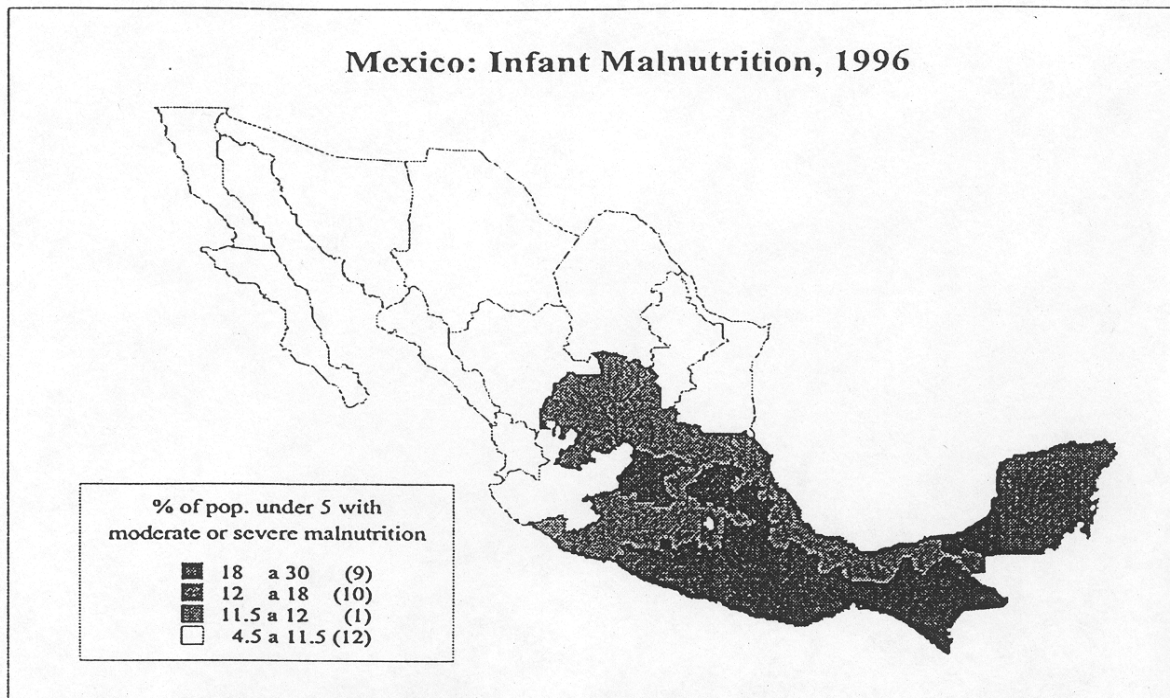 Mexico: Infant Malnutrition, 1996
% of pop. under 5 with
moderate or severe malnutrition
18 a 30 (9)
12 a 18 (10)
11.5 a 12 (1)
4.5 a 11.5 (12)